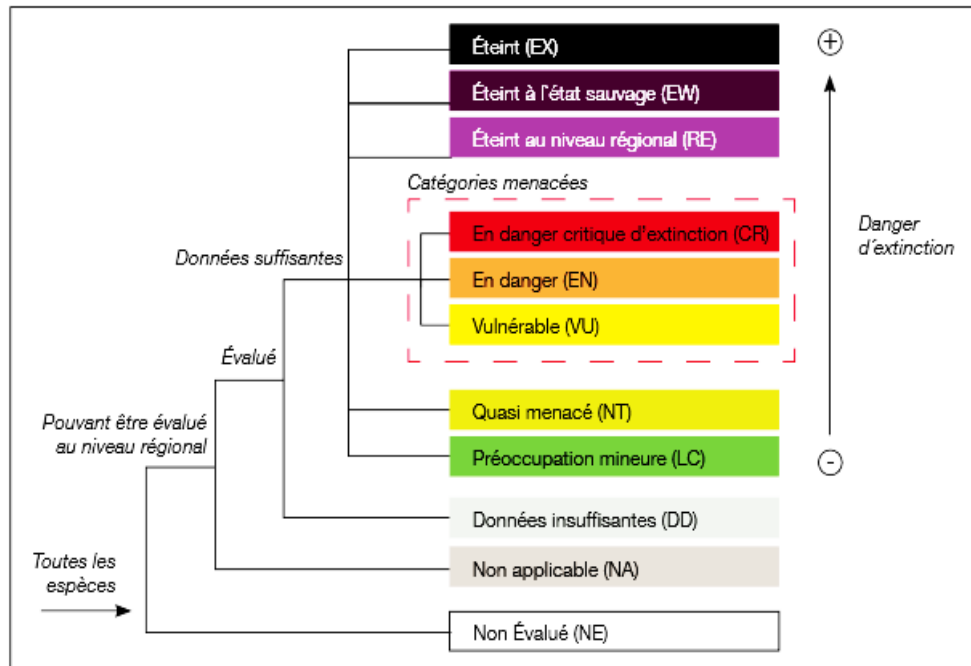 Éteint (EX)
Éteint à l'état sauvage (EW)
Éteint au niveau régional (RE)
Catégories menacées
En danger critique d'extinction (CR)
En danger (EN)
Vulnérable (VU)
Quasi menacé (NT)
Préoccupation mineure (LC)
Données insuffisantes (DD)
Non applicable (NA)
Non Évalué (NE)
Données suffisantes
Évalué
Pouvant être évalué
au niveau régional
Toutes les
espèces
+
Danger
d´extinction
-